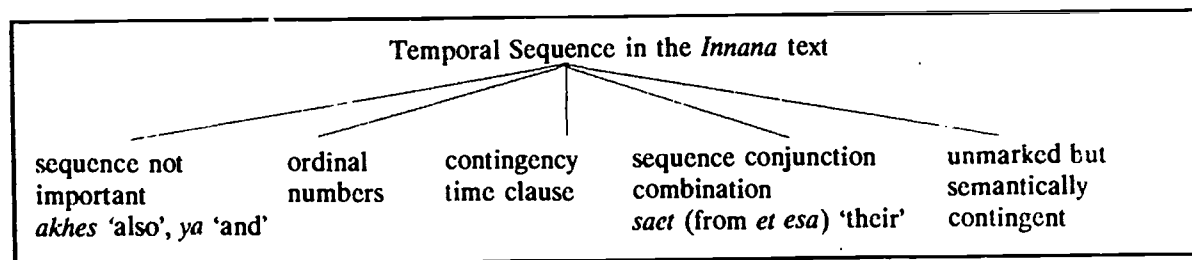 Temporal Sequence in the Innana text
sequence not
important
akhes ‘also’, ya ‘and’
ordinal
numbers
contingency
time clause
sequence conjunction
combination
saet (from et esa) ‘their’
unmarked but
semantically
contingent